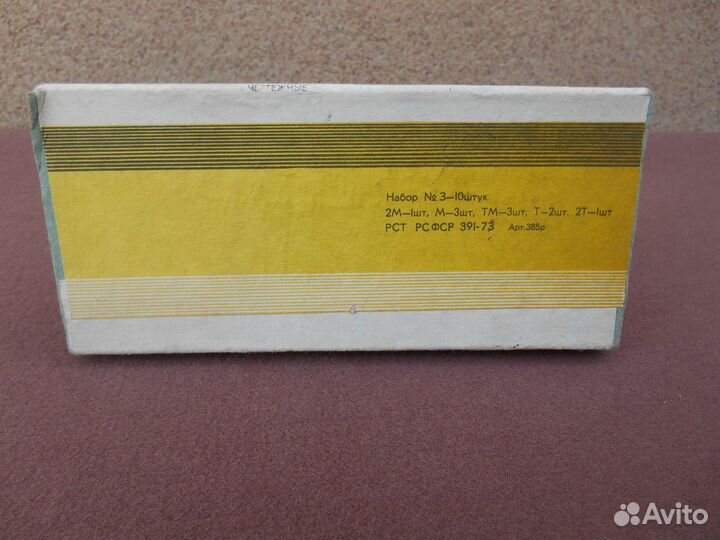 ЧЕРТЕЖНЫЕ
Набор № 3—10штук
2М—1шт, М—3шт, ТМ—3шт, Т—2шт, 2Т—1шт
РСТ РСФСР 391-73 Арт.385р
Avito